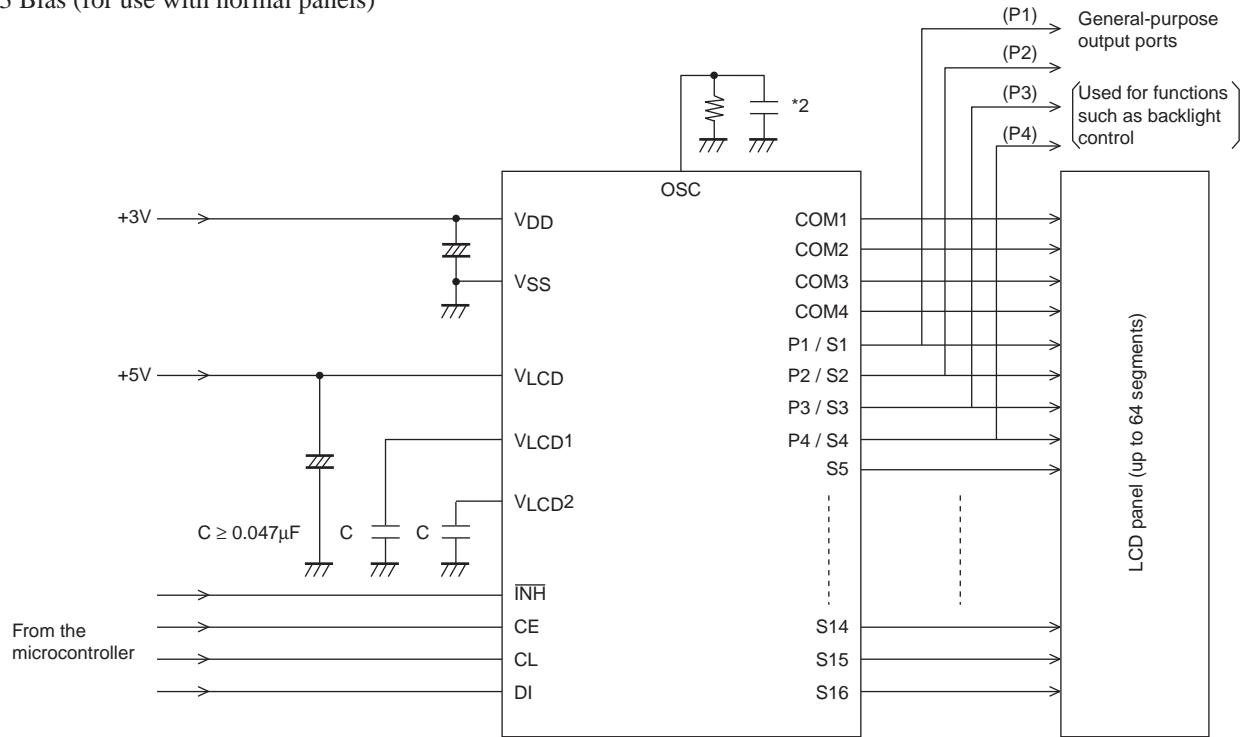 3 Bias (for use with normal panels)
(P1)
General-purpose
output ports
(P2)
(P3)
Used for functions
such as backlight
control
(P4)
*2
OSC
+3V
VDD
VSS
+5V
VLCD
VLCD1
VLCD2
C ≥ 0.047μF
C
C
From the
microcontroller
INH
CE
CL
DI
COM1
COM2
COM3
COM4
P1 / S1
P2 / S2
P3 / S3
P4 / S4
S5
S14
S15
S16
LCD panel (up to 64 segments)